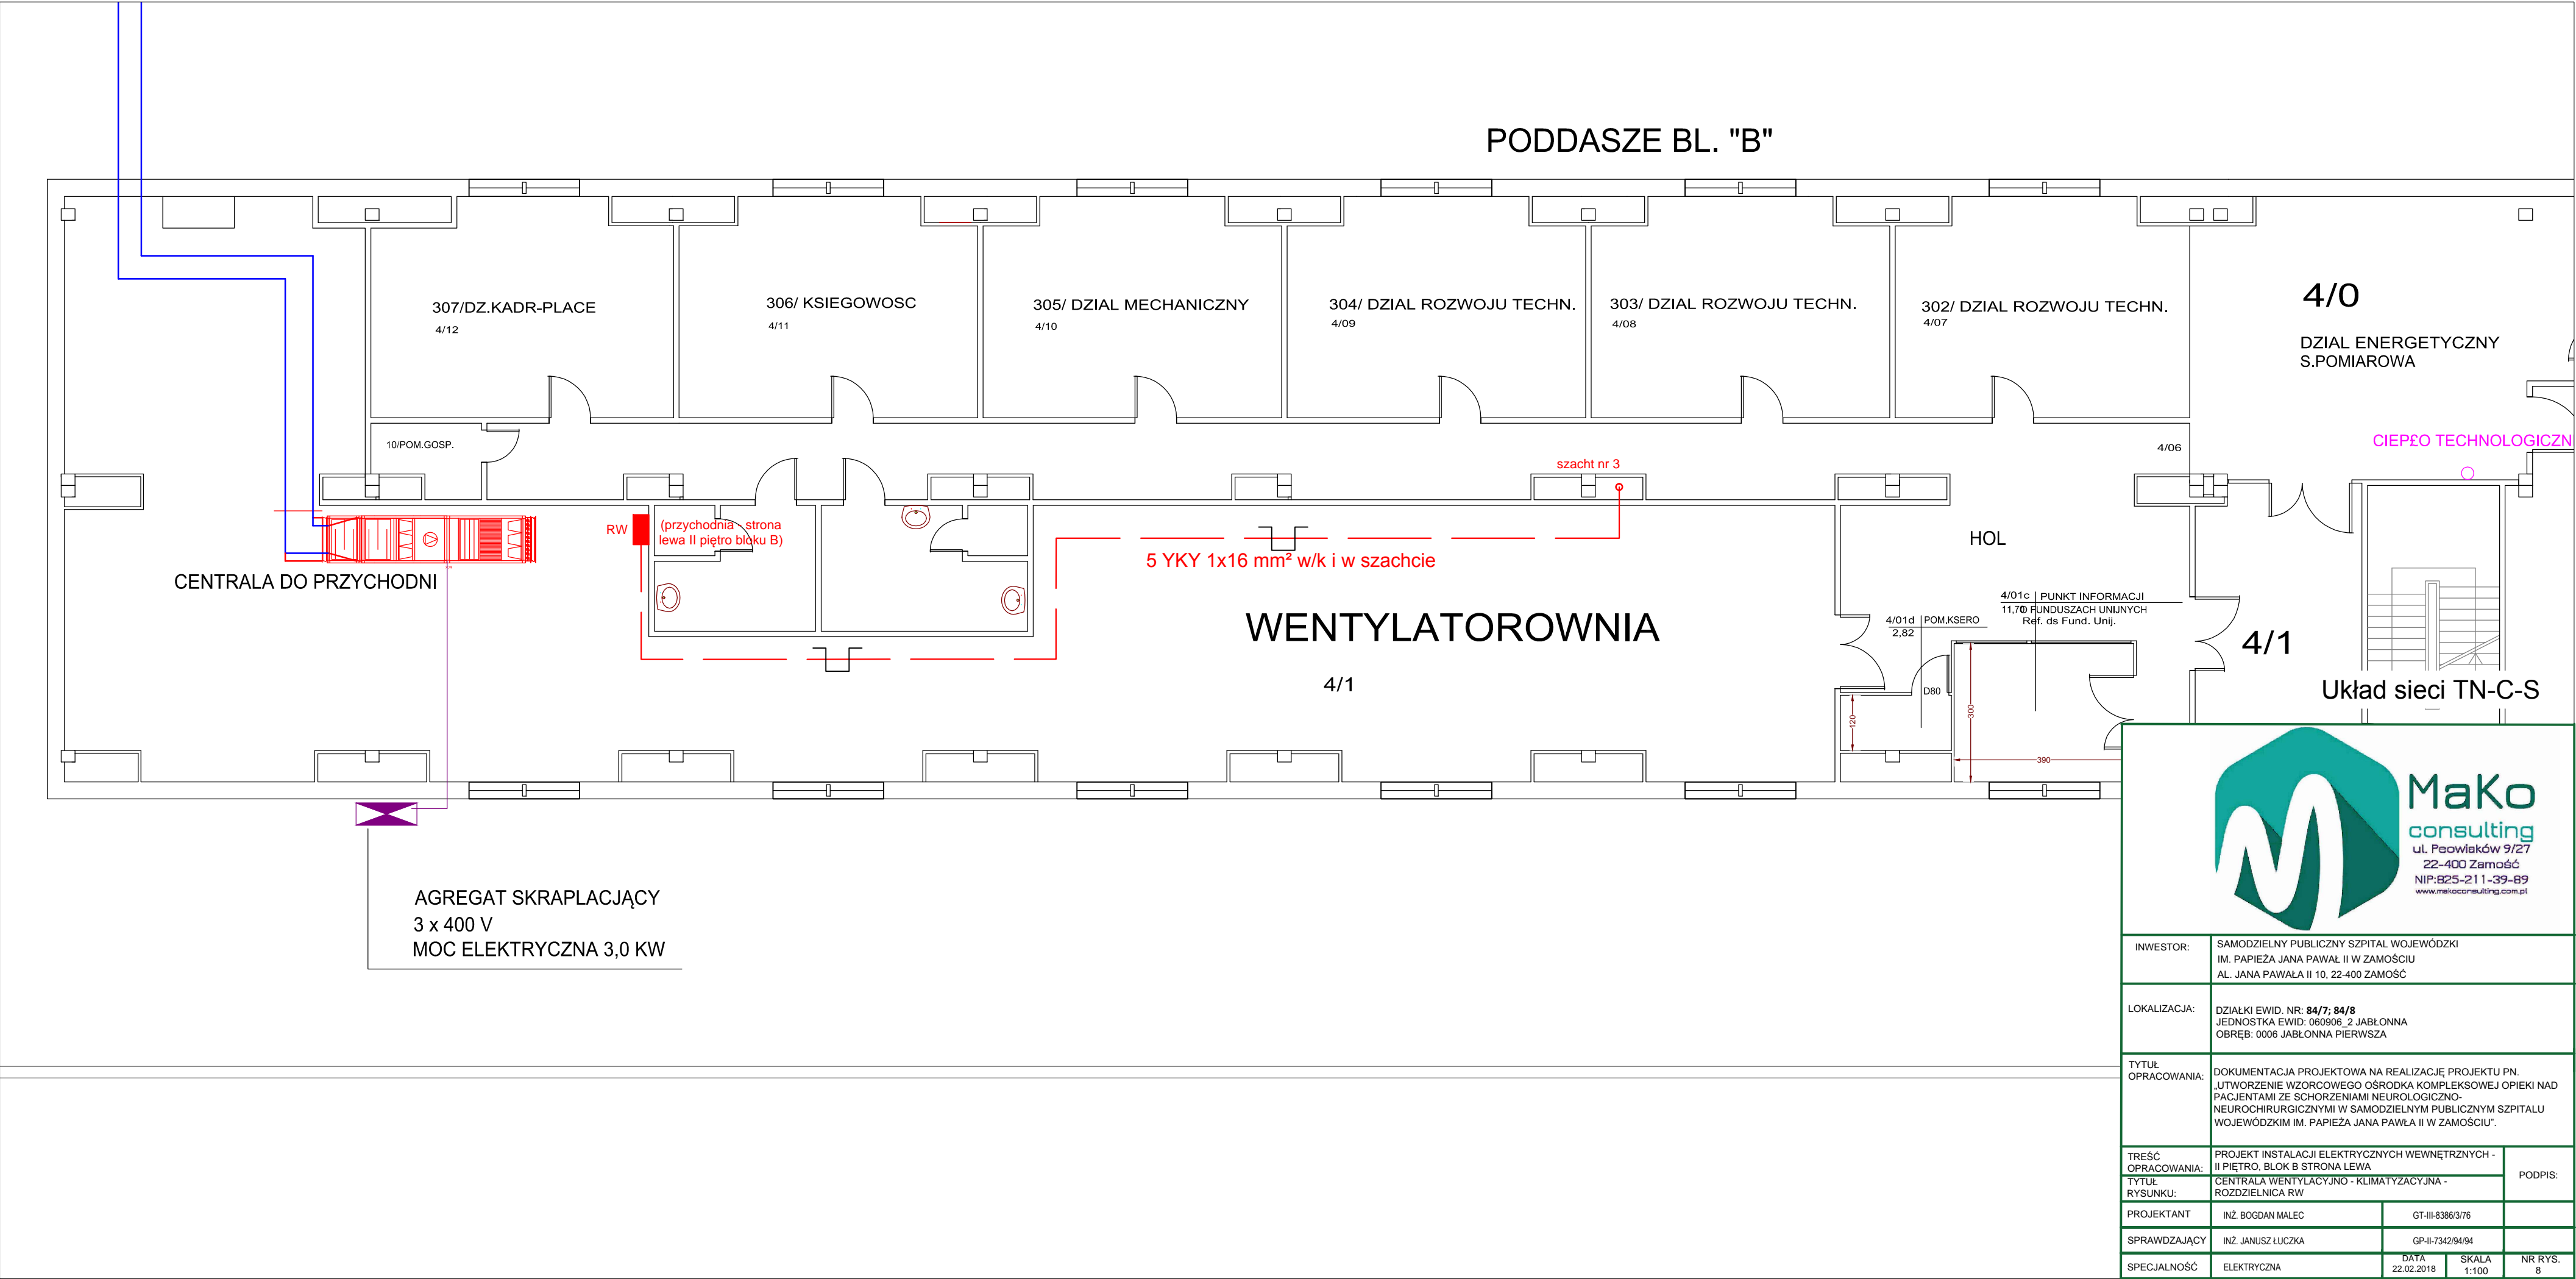 PODDASZE BL. "B"
307/DZ.KADR-PLACE
4/12
306/ KSIEGOWOSC
4/11
305/ DZIAL MECHANICZNY
4/10
304/ DZIAL ROZWOJU TECHN.
4/09
303/ DZIAL ROZWOJU TECHN.
4/08
302/ DZIAL ROZWOJU TECHN.
4/07
4/0
DZIAL ENERGETYCZNY
S.POMIAROWA
10/POM.GOSP.
4/06
CIEP£O TECHNOLOGICZN
szacht nr 3
RW
(przychodnia strona
lewa II piętro bloku B)
5 YKY 1x16 mm² w/k i w szachcie
HOL
CENTRALA DO PRZYCHODNI
WENTYLATOROWNIA
4/1
4/01c PUNKT INFORMACJI
11,70 O FUNDUSZACH UNIJNYCH
Ref. ds Fund. Unij.
4/01d POM.KSERO
2,82
D80
120
300
390
4/1
Układ sieci TN-C-S
AGREGAT SKRAPLACJĄCY
3 x 400 V
MOC ELEKTRYCZNA 3,0 KW
MaKo
consulting
ul. Peowiaków 9/27
22-400 Zamość
NIP:825-211-39-89
www.makoconsulting.com.pl
INWESTOR:
SAMODZIELNY PUBLICZNY SZPITAL WOJEWÓDZKI
IM. PAPIEŻA JANA PAWAŁ II W ZAMOŚCIU
AL. JANA PAWAŁA II 10, 22-400 ZAMOŚĆ
LOKALIZACJA:
DZIAŁKI EWID. NR: 84/7; 84/8
JEDNOSTKA EWID: 060906_2 JABŁONNA
OBRĘB: 0006 JABŁONNA PIERWSZA
TYTUŁ
OPRACOWANIA:
DOKUMENTACJA PROJEKTOWA NA REALIZACJĘ PROJEKTU PN.
„UTWORZENIE WZORCOWEGO OŚRODKA KOMPLEKSOWEJ OPIEKI NAD
PACJENTAMI ZE SCHORZENIAMI NEUROLOGICZNO-
NEUROCHIRURGICZNYMI W SAMODZIELNYM PUBLICZNYM SZPITALU
WOJEWÓDZKIM IM. PAPIEŻA JANA PAWŁA II W ZAMOŚCIU”.
TREŚĆ
OPRACOWANIA:
PROJEKT INSTALACJI ELEKTRYCZNYCH WEWNĘTRZNYCH -
II PIĘTRO, BLOK B STRONA LEWA
PODPIS:
TYTUŁ
RYSUNKU:
CENTRALA WENTYLACYJNO - KLIMATYZACYJNA -
ROZDZIELNICA RW
PROJEKTANT INŻ. BOGDAN MALEC GT-III-8386/3/76
SPRAWDZAJĄCY INŻ. JANUSZ ŁUCZKA GP-II-7342/94/94
SPECJALNOŚĆ ELEKTRYCZNA
DATA
22.02.2018
SKALA
1:100
NR RYS.
8